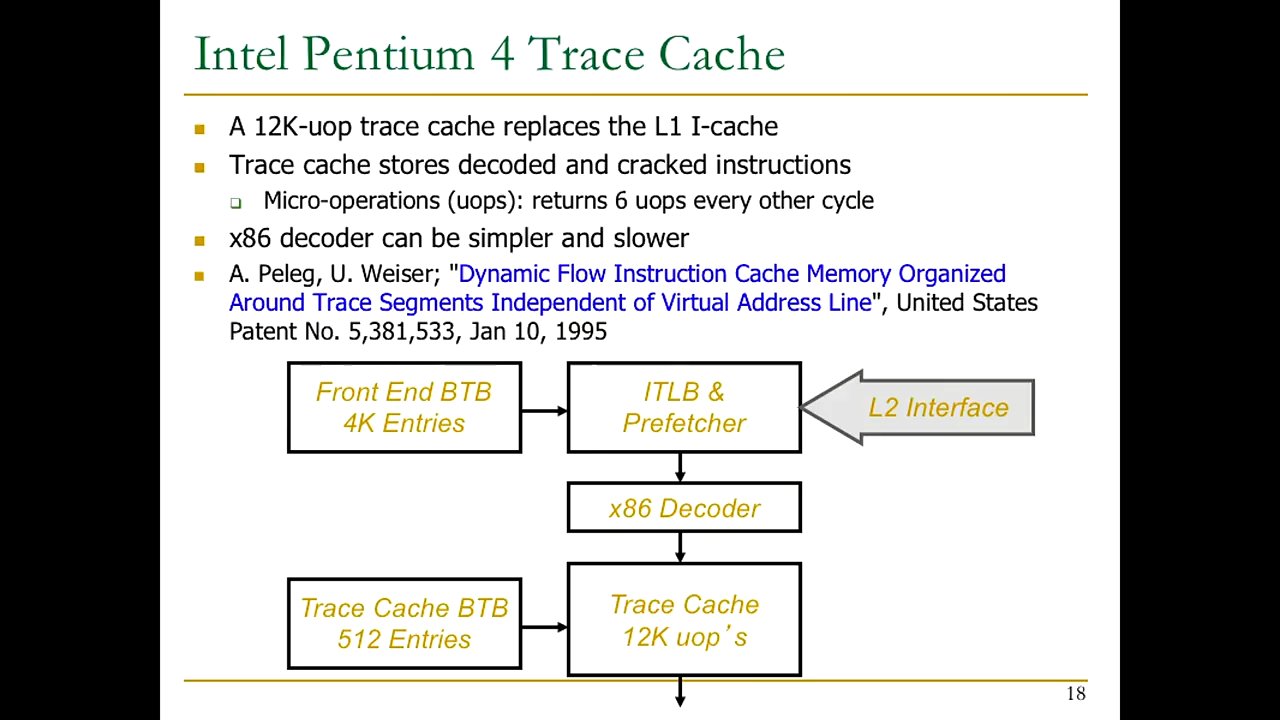 Intel Pentium 4 Trace Cache
A 12K-uop trace cache replaces the L1 I-cache
Trace cache stores decoded and cracked instructions
Micro-operations (uops): returns 6 uops every other cycle
x86 decoder can be simpler and slower
A. Peleg, U. Weiser; "Dynamic Flow Instruction Cache Memory Organized
Around Trace Segments Independent of Virtual Address Line", United States
Patent No. 5,381,533, Jan 10, 1995
Front End BTB
4K Entries
ITLB &
Prefetcher
L2 Interface
x86 Decoder
Trace Cache BTB
512 Entries
Trace Cache
12K uop's
18